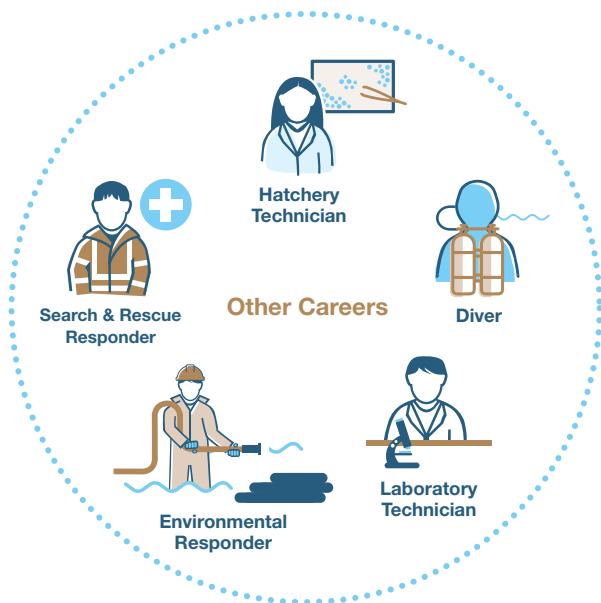 Hatchery
Technician
Search & Rescue
Responder
Other Careers
Diver
Laboratory
Technician
Environmental
Responder